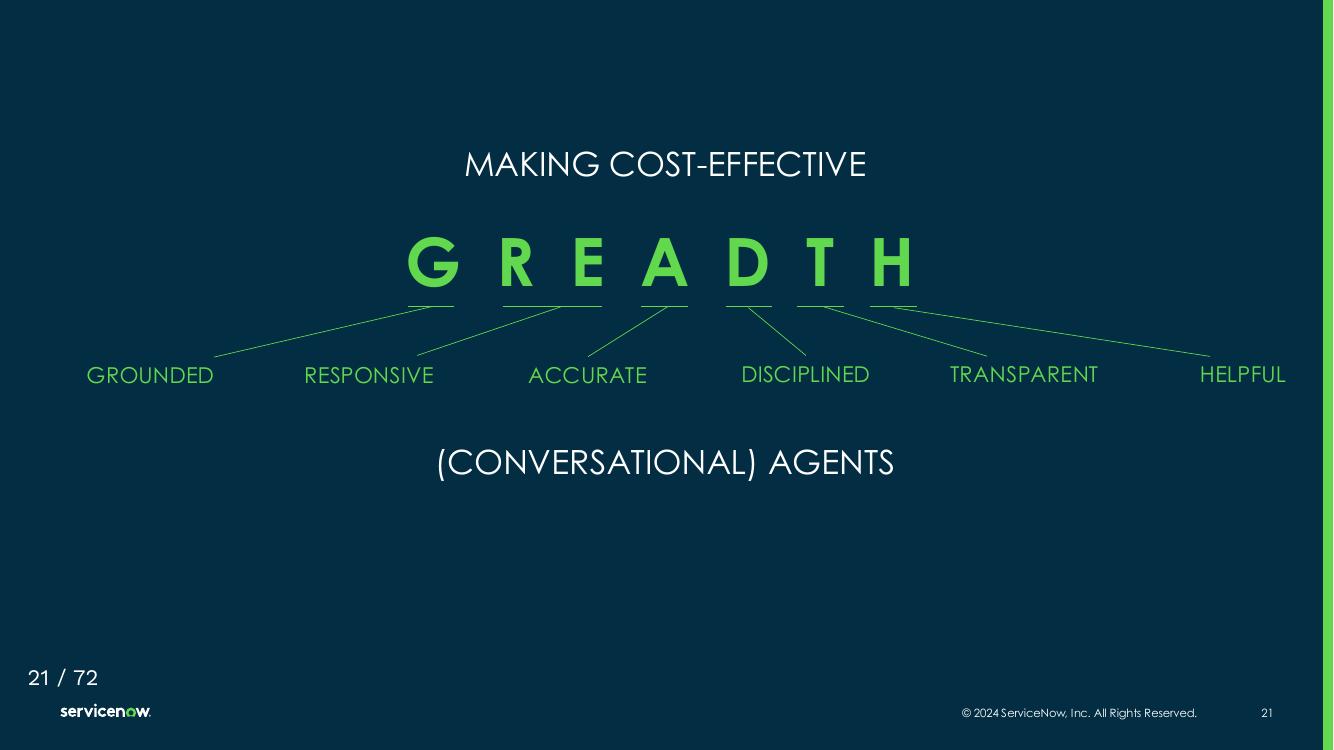 MAKING COST-EFFECTIVE
G R E A D T H
GROUNDED RESPONSIVE ACCURATE DISCIPLINED TRANSPARENT HELPFUL
(CONVERSATIONAL) AGENTS
21 / 72
servicenow.
© 2024 ServiceNow, Inc. All Rights Reserved. 21